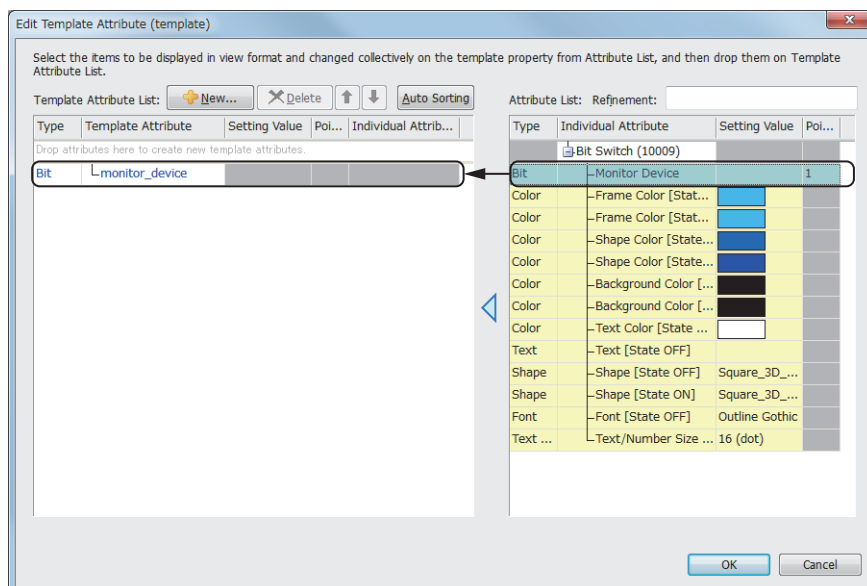 Edit Template Attribute (template)
Select the items to be displayed in view format and changed collectively on the template property from Attribute List, and then drop them on Template
Attribute List.
Template Attribute List: New... Delete Auto Sorting
Type Template Attribute Setting Value Poi... Individual Attrib...
Drop attributes here to create new template attributes.
Bit monitor_device
Attribute List: Refinement:
Type Individual Attribute Setting Value Poi...
Bit Switch (10009)
Bit Monitor Device 1
Color Frame Color [Stat...
Color Frame Color [Stat...
Color Shape Color [State...
Color Shape Color [State...
Color Background Color [...
Color Background Color [...
Color Text Color [State ...
Text Text [State OFF]
Shape Shape [State OFF] Square_3D_...
Shape Shape [State ON] Square_3D_...
Font Font [State OFF] Outline Gothic
Text ... Text/Number Size ... 16 (dot)
OK Cancel